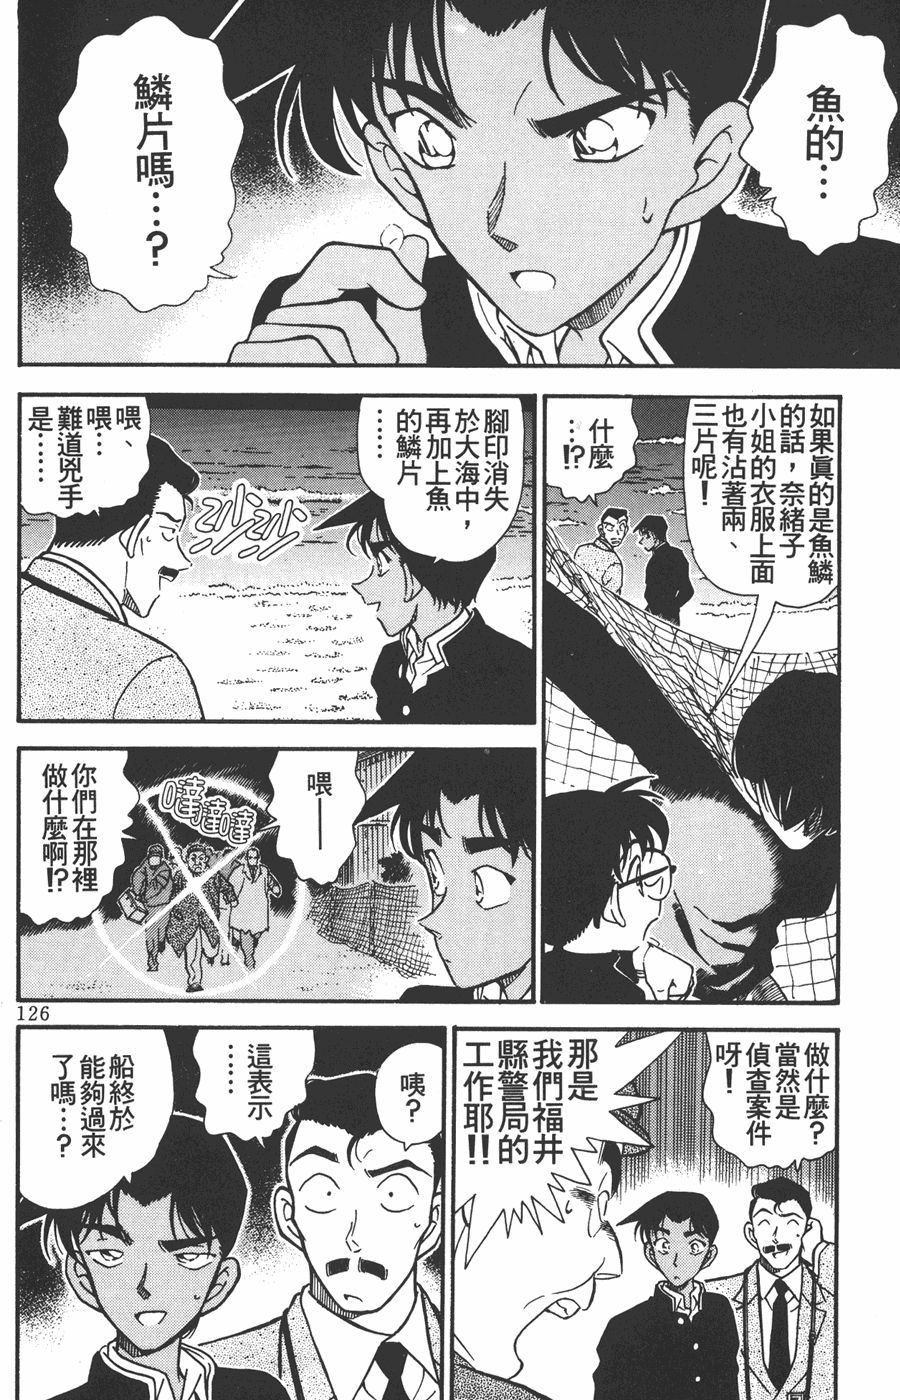 魚的…
鱗片嗎…?
如果真的是魚鱗
的話，奈緒子
小姐的衣服上面
也有沾著兩、
三片呢！
什麼
…!?
腳印消失
於大海中，
再加上魚
的鱗片
……
沙沙
喂、
喂…
難道兇手
是……
喂——
噠噠噠
你們在那裡
做什麼啊!?
126
做什麼?
當然是
偵查案件
呀！
那是
我們福井
縣警局的
工作耶!!
咦?
這表示
……
船終於
能夠過來
了嗎…?